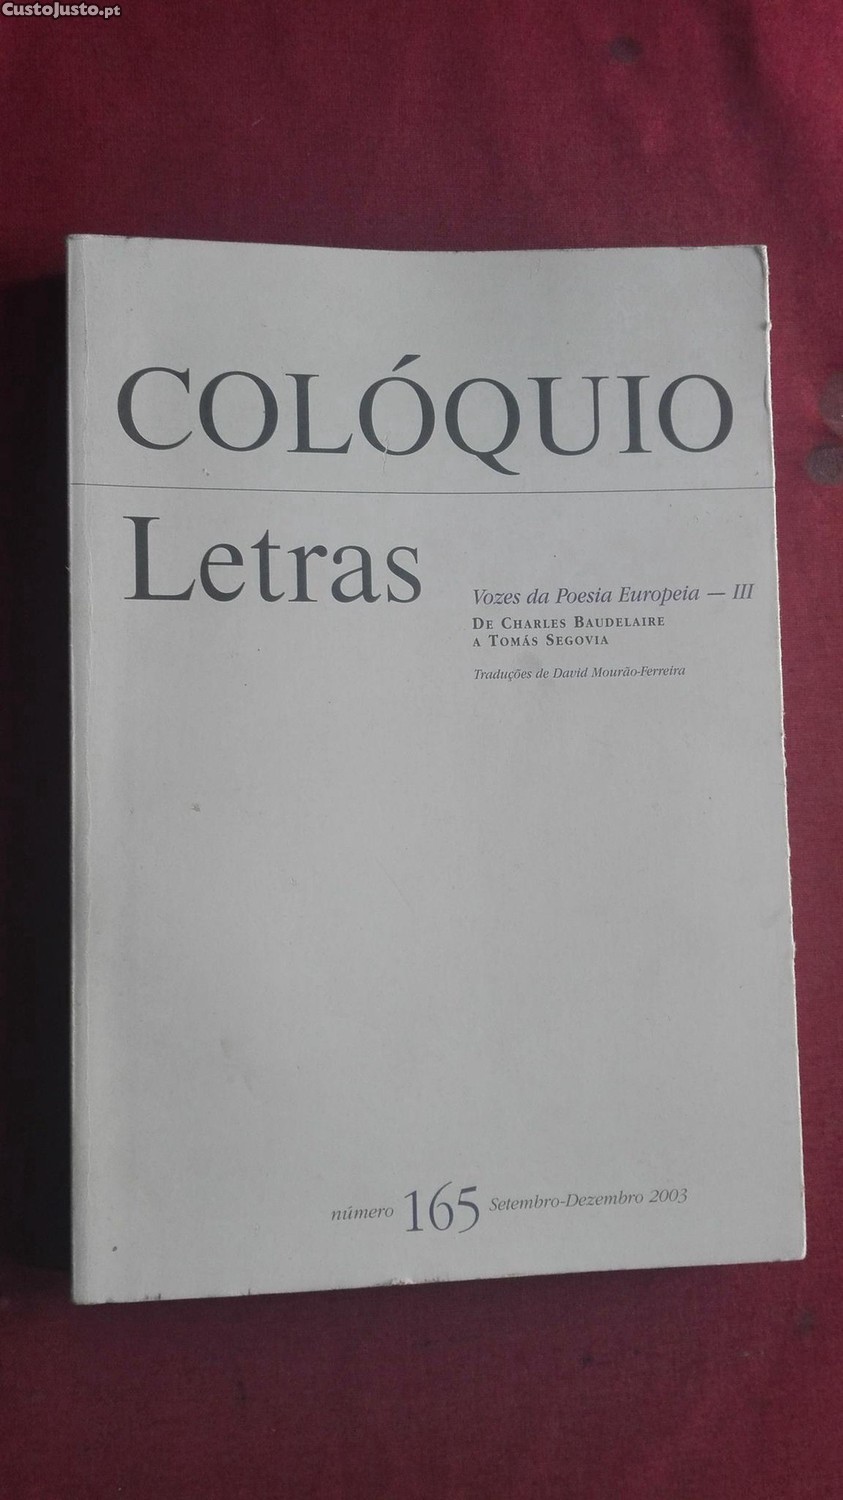 CustoJusto.pt
COLÓQUIO
Letras
Vozes da Poesia Europeia — III
DE CHARLES BAUDELAIRE
A TOMÁS SEGOVIA
Traduções de David Mourão-Ferreira
número 165 Setembro-Dezembro 2003